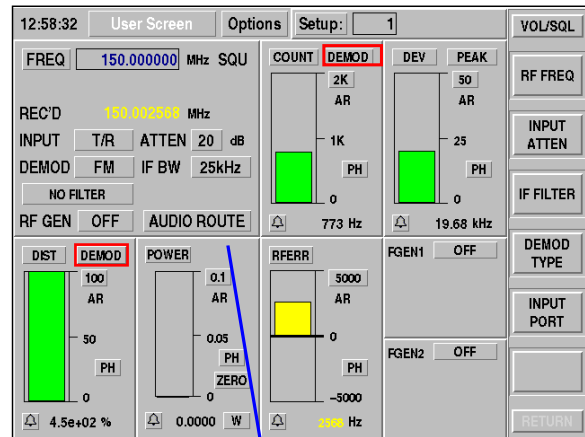 12:58:32 User Screen Options Setup: 1
FREQ 150.000000 MHz SQU
REC'D 150.002568 MHz
INPUT T/R ATTEN 20 dB
DEMOD FM IF BW 25kHz
NO FILTER
RF GEN OFF AUDIO ROUTE
COUNT DEMOD
2K
AR
1K
PH
0
773 Hz
DEV PEAK
50
AR
25
PH
0
19.68 kHz
DIST DEMOD
100
AR
50
PH
0
4.5e+02 %
POWER
0.1
AR
0.05
PH
ZERO
0
0.0000 W
RFERR
5000
AR
0
PH
-5000
2568 Hz
FGEN1 OFF
FGEN2 OFF
VOL/SQL
RF FREQ
INPUT
ATTEN
IF FILTER
DEMOD
TYPE
INPUT
PORT
RETURN